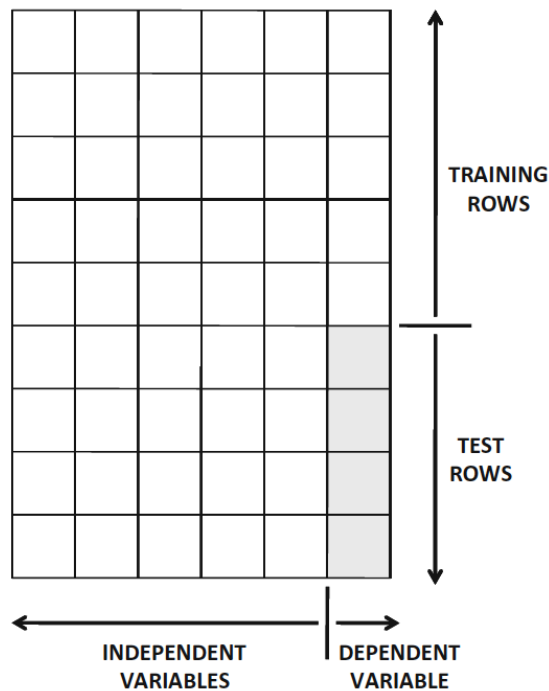 TRAINING
ROWS
TEST
ROWS
INDEPENDENT
VARIABLES
DEPENDENT
VARIABLE